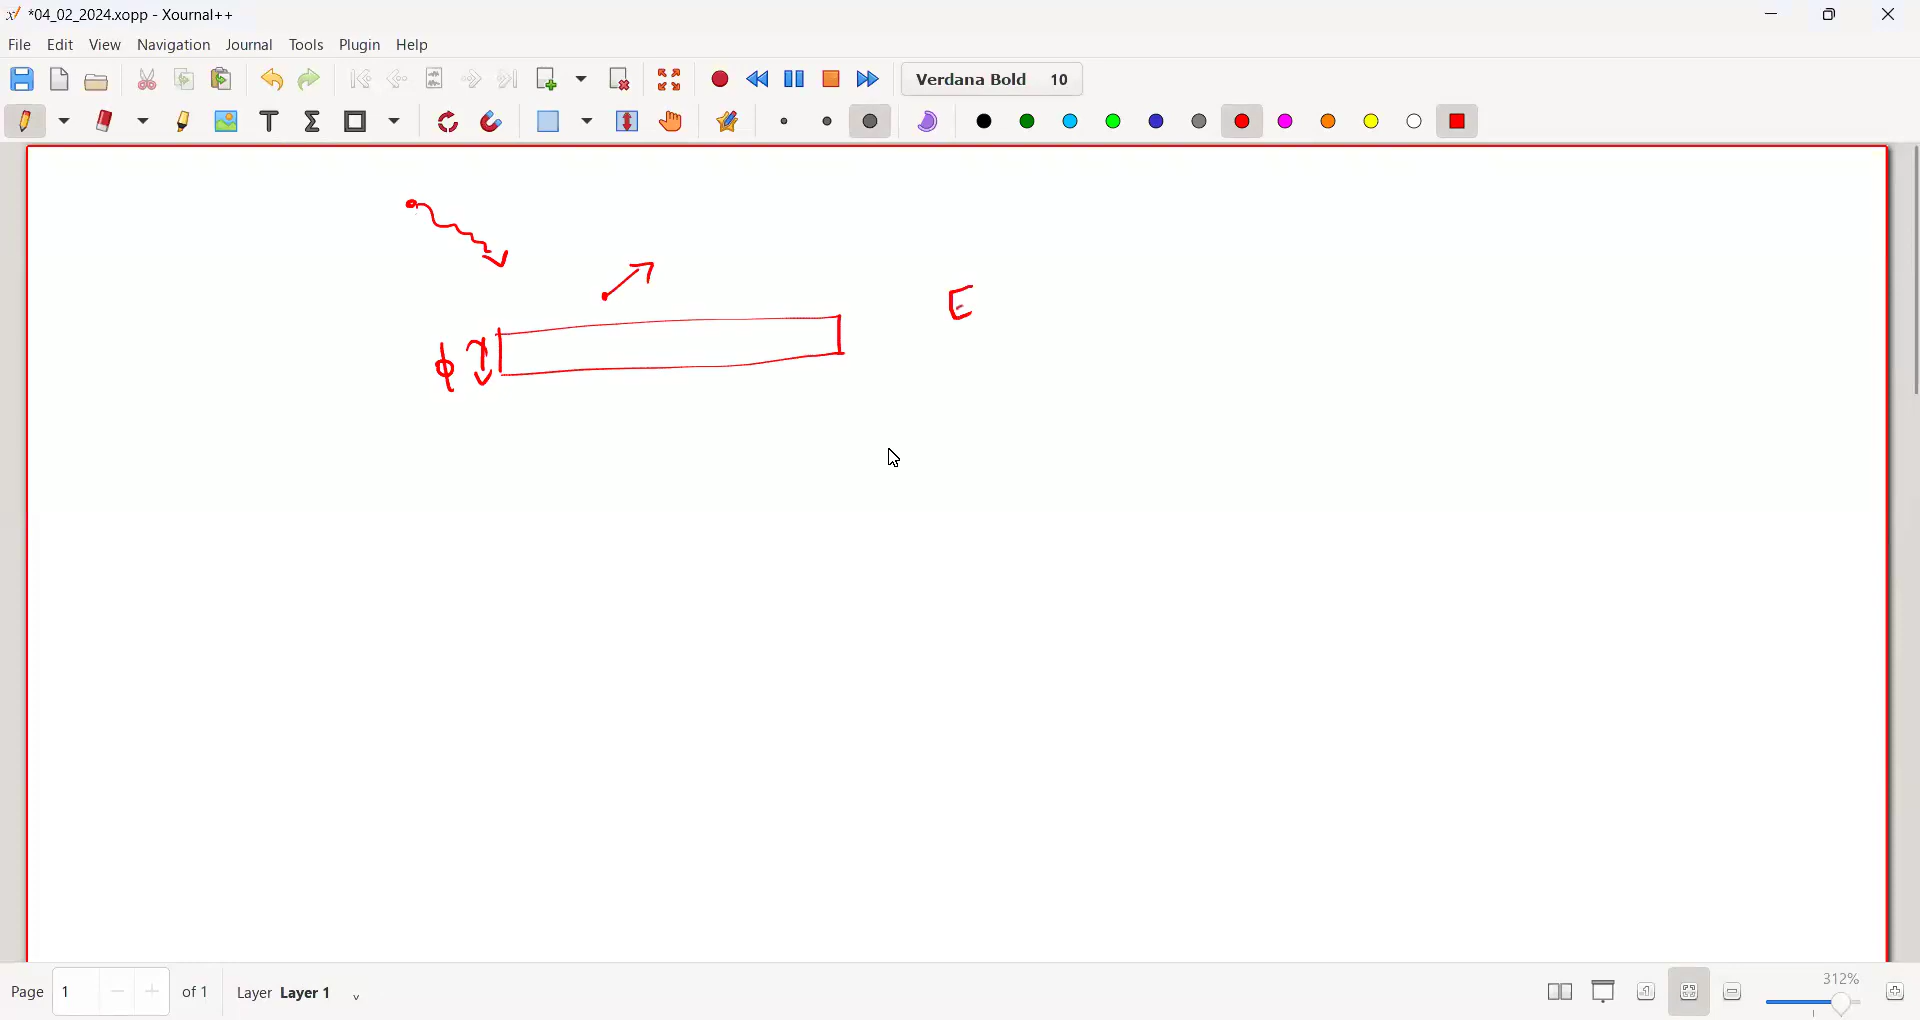 *04_02_2024.xopp - Xournal++
File Edit View Navigation Journal Tools Plugin Help
Verdana Bold 10
E
ϕ
Page 1 of 1 Layer Layer 1
312%